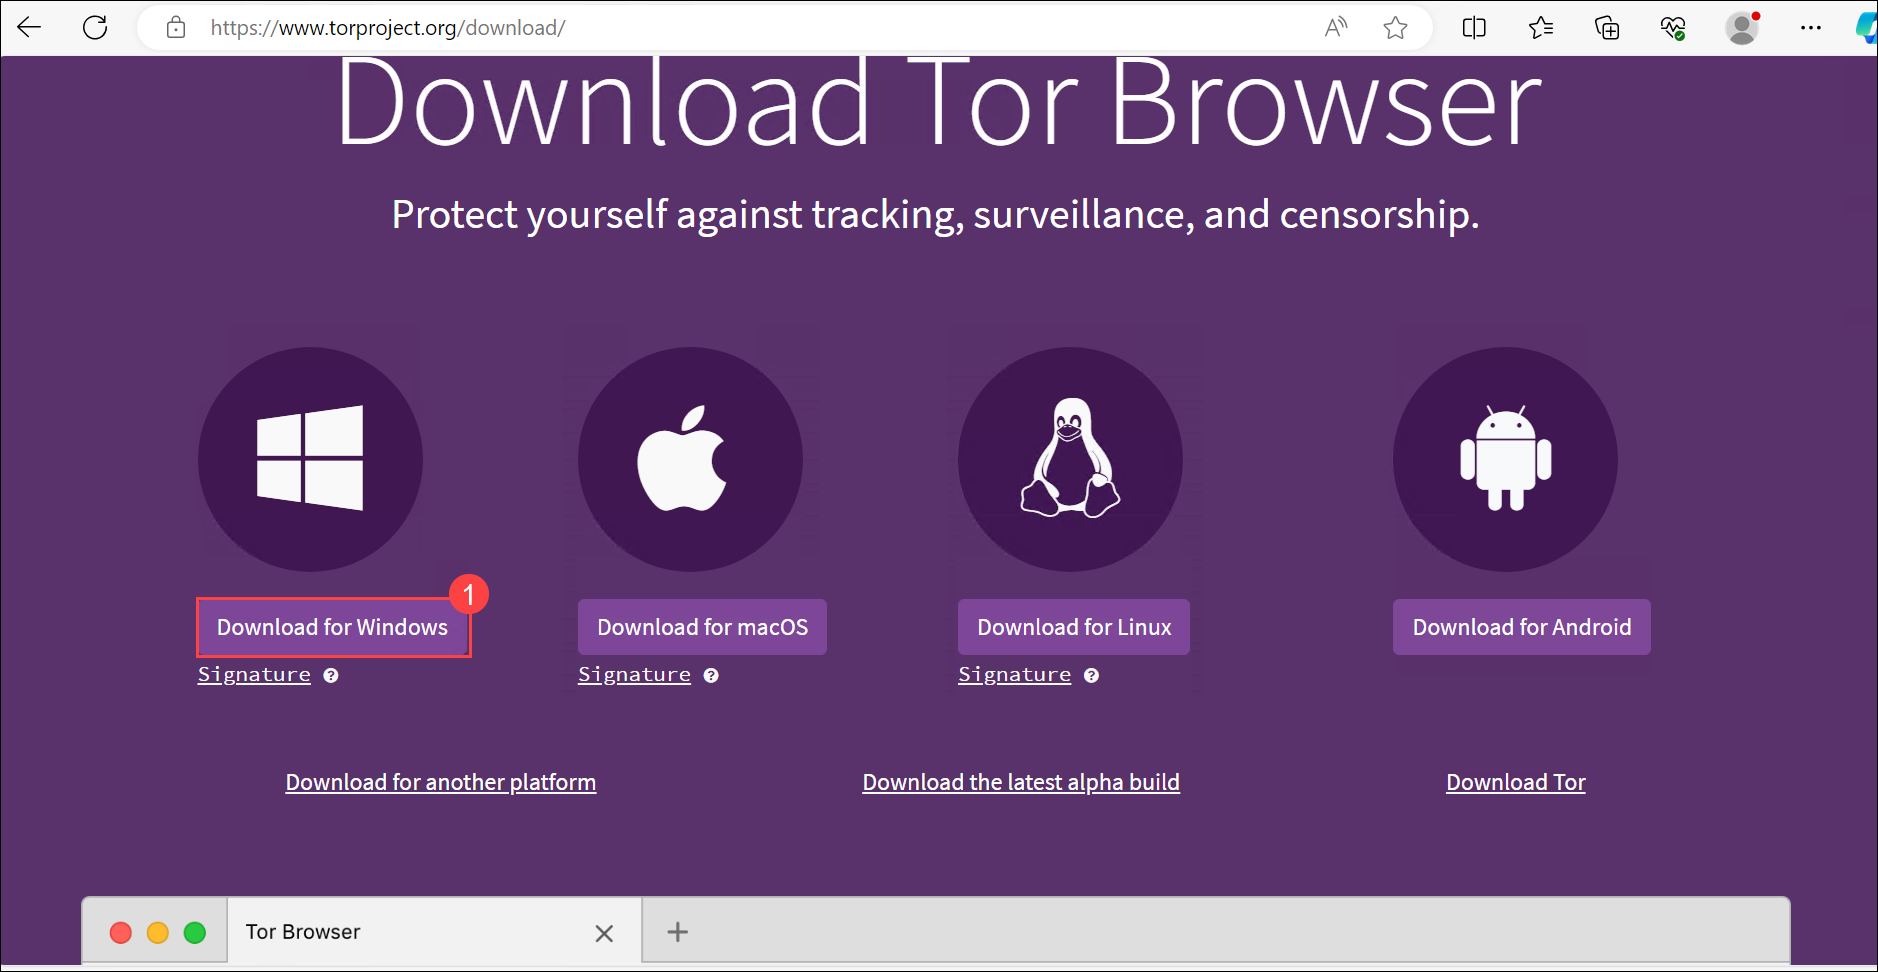 https://www.torproject.org/download/
Download Tor Browser
Protect yourself against tracking, surveillance, and censorship.
1
Download for Windows
Download for macOS
Download for Linux
Download for Android
Signature ?
Signature ?
Signature ?
Download for another platform
Download the latest alpha build
Download Tor
Tor Browser